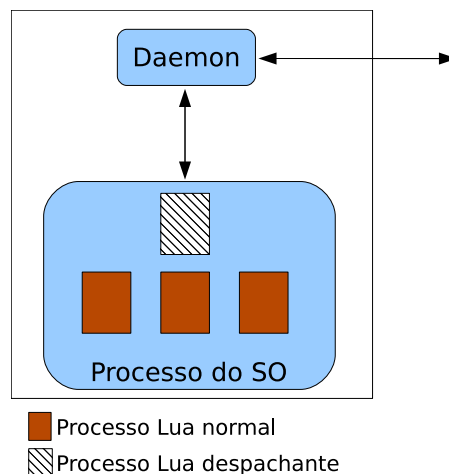 Daemon
Processo do SO
Processo Lua normal
Processo Lua despachante